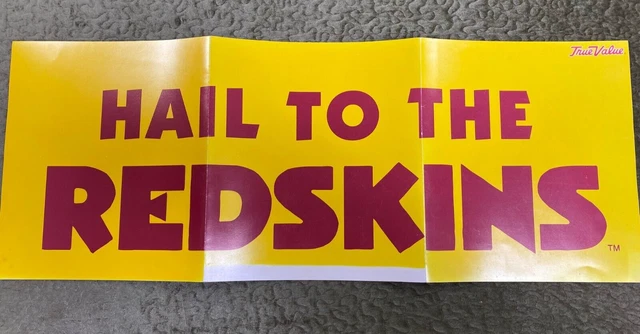 True Value
HAIL TO THE
REDSKINS
TM